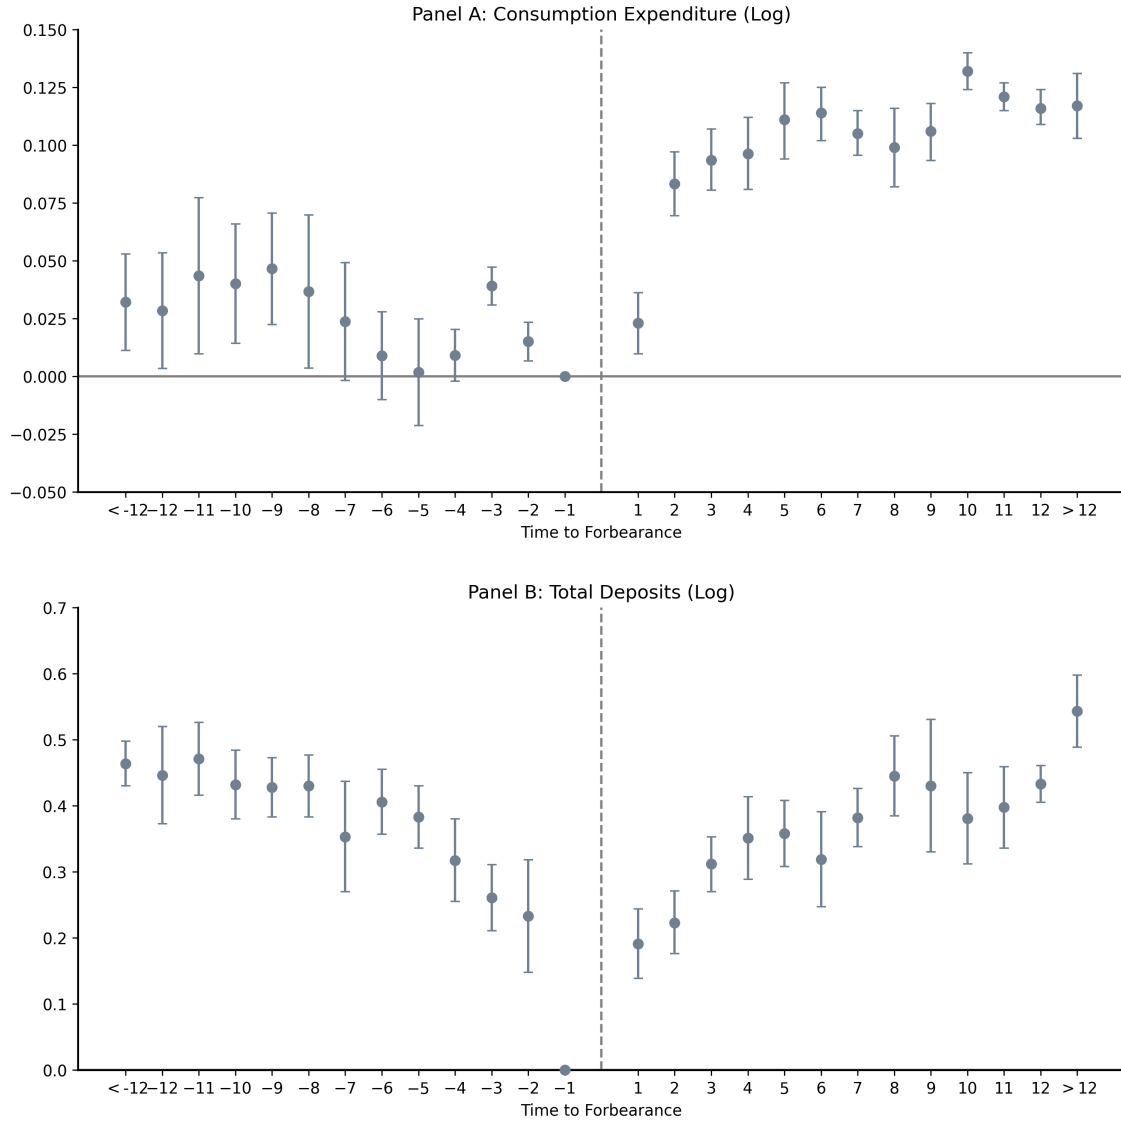 Panel A: Consumption Expenditure (Log)
0.150
0.125
0.100
0.075
0.050
0.025
0.000
−0.025
−0.050
< -12 −12 −11 −10 −9 −8 −7 −6 −5 −4 −3 −2 −1 1 2 3 4 5 6 7 8 9 10 11 12 > 12
Time to Forbearance
Panel B: Total Deposits (Log)
0.7
0.6
0.5
0.4
0.3
0.2
0.1
0.0
< -12 −12 −11 −10 −9 −8 −7 −6 −5 −4 −3 −2 −1 1 2 3 4 5 6 7 8 9 10 11 12 > 12
Time to Forbearance